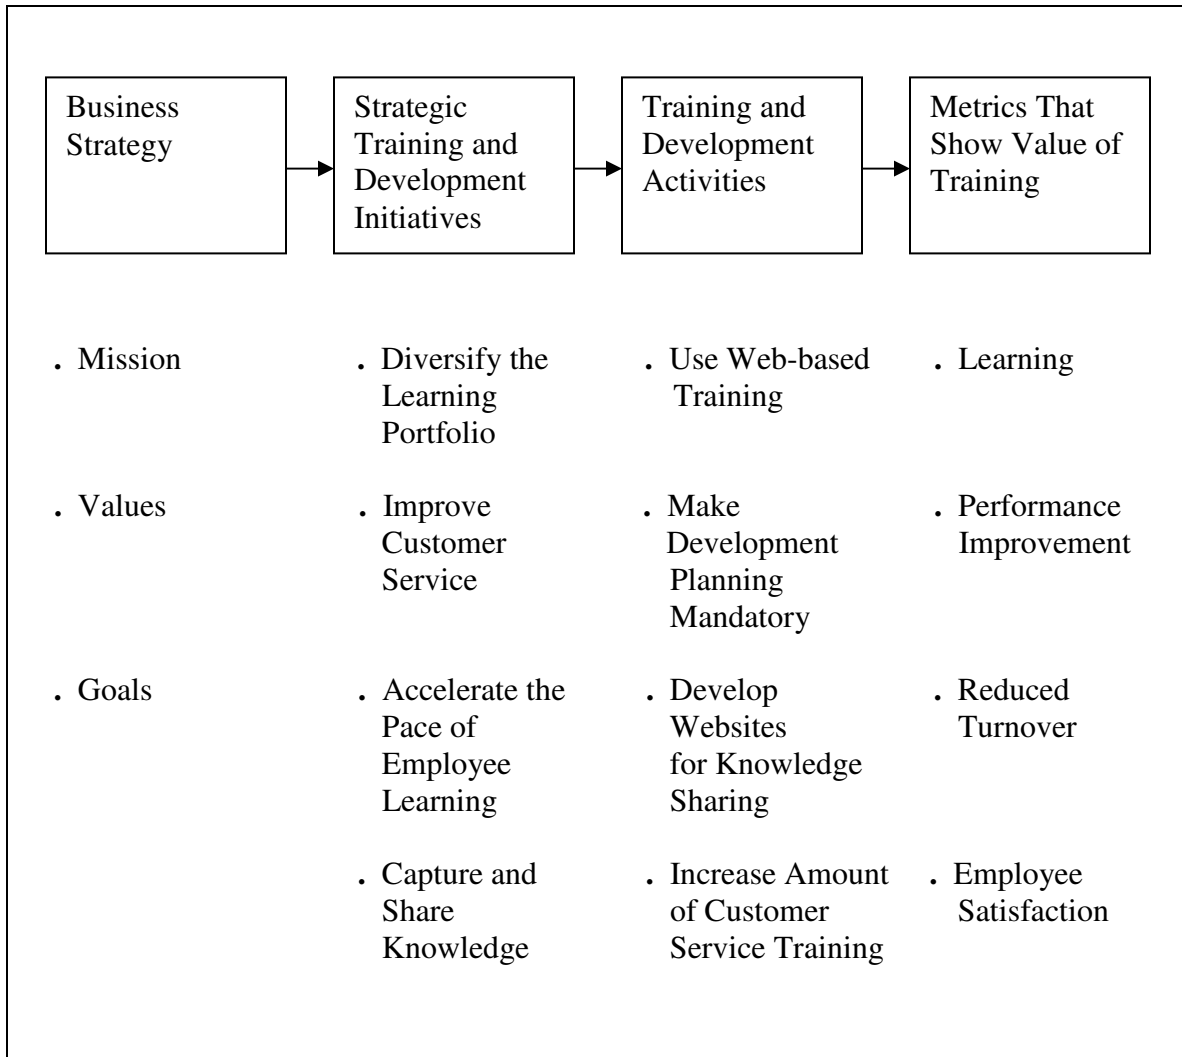 Business
Strategy
Strategic
Training and
Development
Initiatives
Training and
Development
Activities
Metrics That
Show Value of
Training
. Mission
. Diversify the
Learning
Portfolio
. Use Web-based
Training
. Learning
. Values
. Improve
Customer
Service
. Make
Development
Planning
Mandatory
. Performance
Improvement
. Goals
. Accelerate the
Pace of
Employee
Learning
. Develop
Websites
for Knowledge
Sharing
. Reduced
Turnover
. Capture and
Share
Knowledge
. Increase Amount
of Customer
Service Training
. Employee
Satisfaction